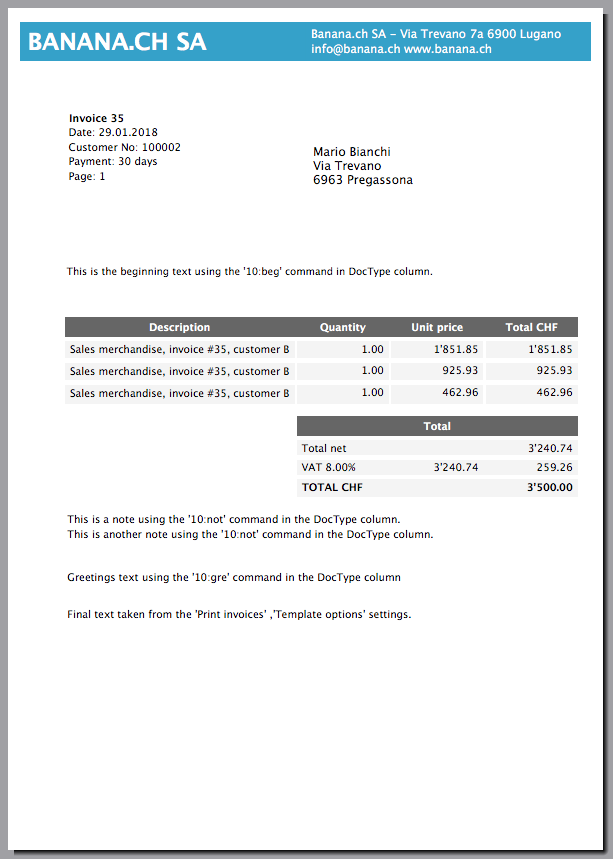 BANANA.CH SA
Banana.ch SA – Via Trevano 7a 6900 Lugano
info@banana.ch www.banana.ch
Invoice 35
Date: 29.01.2018
Customer No: 100002
Payment: 30 days
Page: 1
Mario Bianchi
Via Trevano
6963 Pregassona
This is the beginning text using the '10:beg' command in DocType column.
Description Quantity Unit price Total CHF
Sales merchandise, invoice #35, customer B 1.00 1'851.85 1'851.85
Sales merchandise, invoice #35, customer B 1.00 925.93 925.93
Sales merchandise, invoice #35, customer B 1.00 462.96 462.96
Total
Total net 3'240.74
VAT 8.00% 3'240.74 259.26
TOTAL CHF 3'500.00
This is a note using the '10:not' command in the DocType column.
This is another note using the '10:not' command in the DocType column.
Greetings text using the '10:gre' command in the DocType column
Final text taken from the 'Print invoices' ,'Template options' settings.